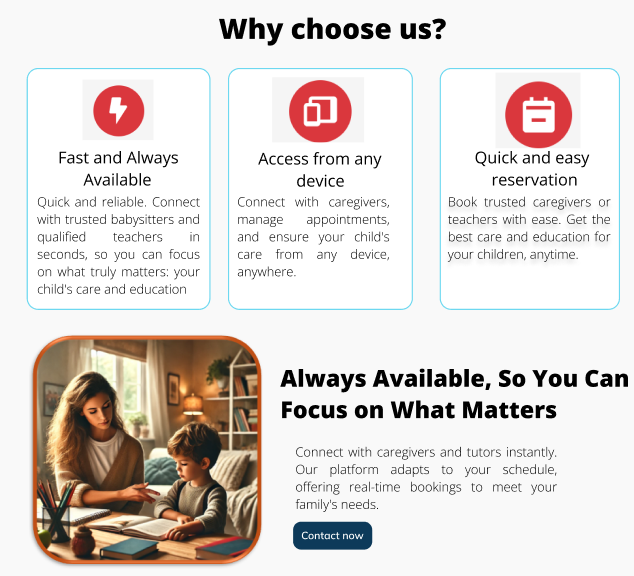 Why choose us?
Fast and Always
Available
Quick and reliable. Connect
with trusted babysitters and
qualified teachers in
seconds, so you can focus
on what truly matters: your
child's care and education
Access from any
device
Connect with caregivers,
manage appointments,
and ensure your child's
care from any device,
anywhere.
Quick and easy
reservation
Book trusted caregivers or
teachers with ease. Get the
best care and education for
your children, anytime.
Always Available, So You Can
Focus on What Matters
Connect with caregivers and tutors instantly.
Our platform adapts to your schedule,
offering real-time bookings to meet your
family's needs.
Contact now